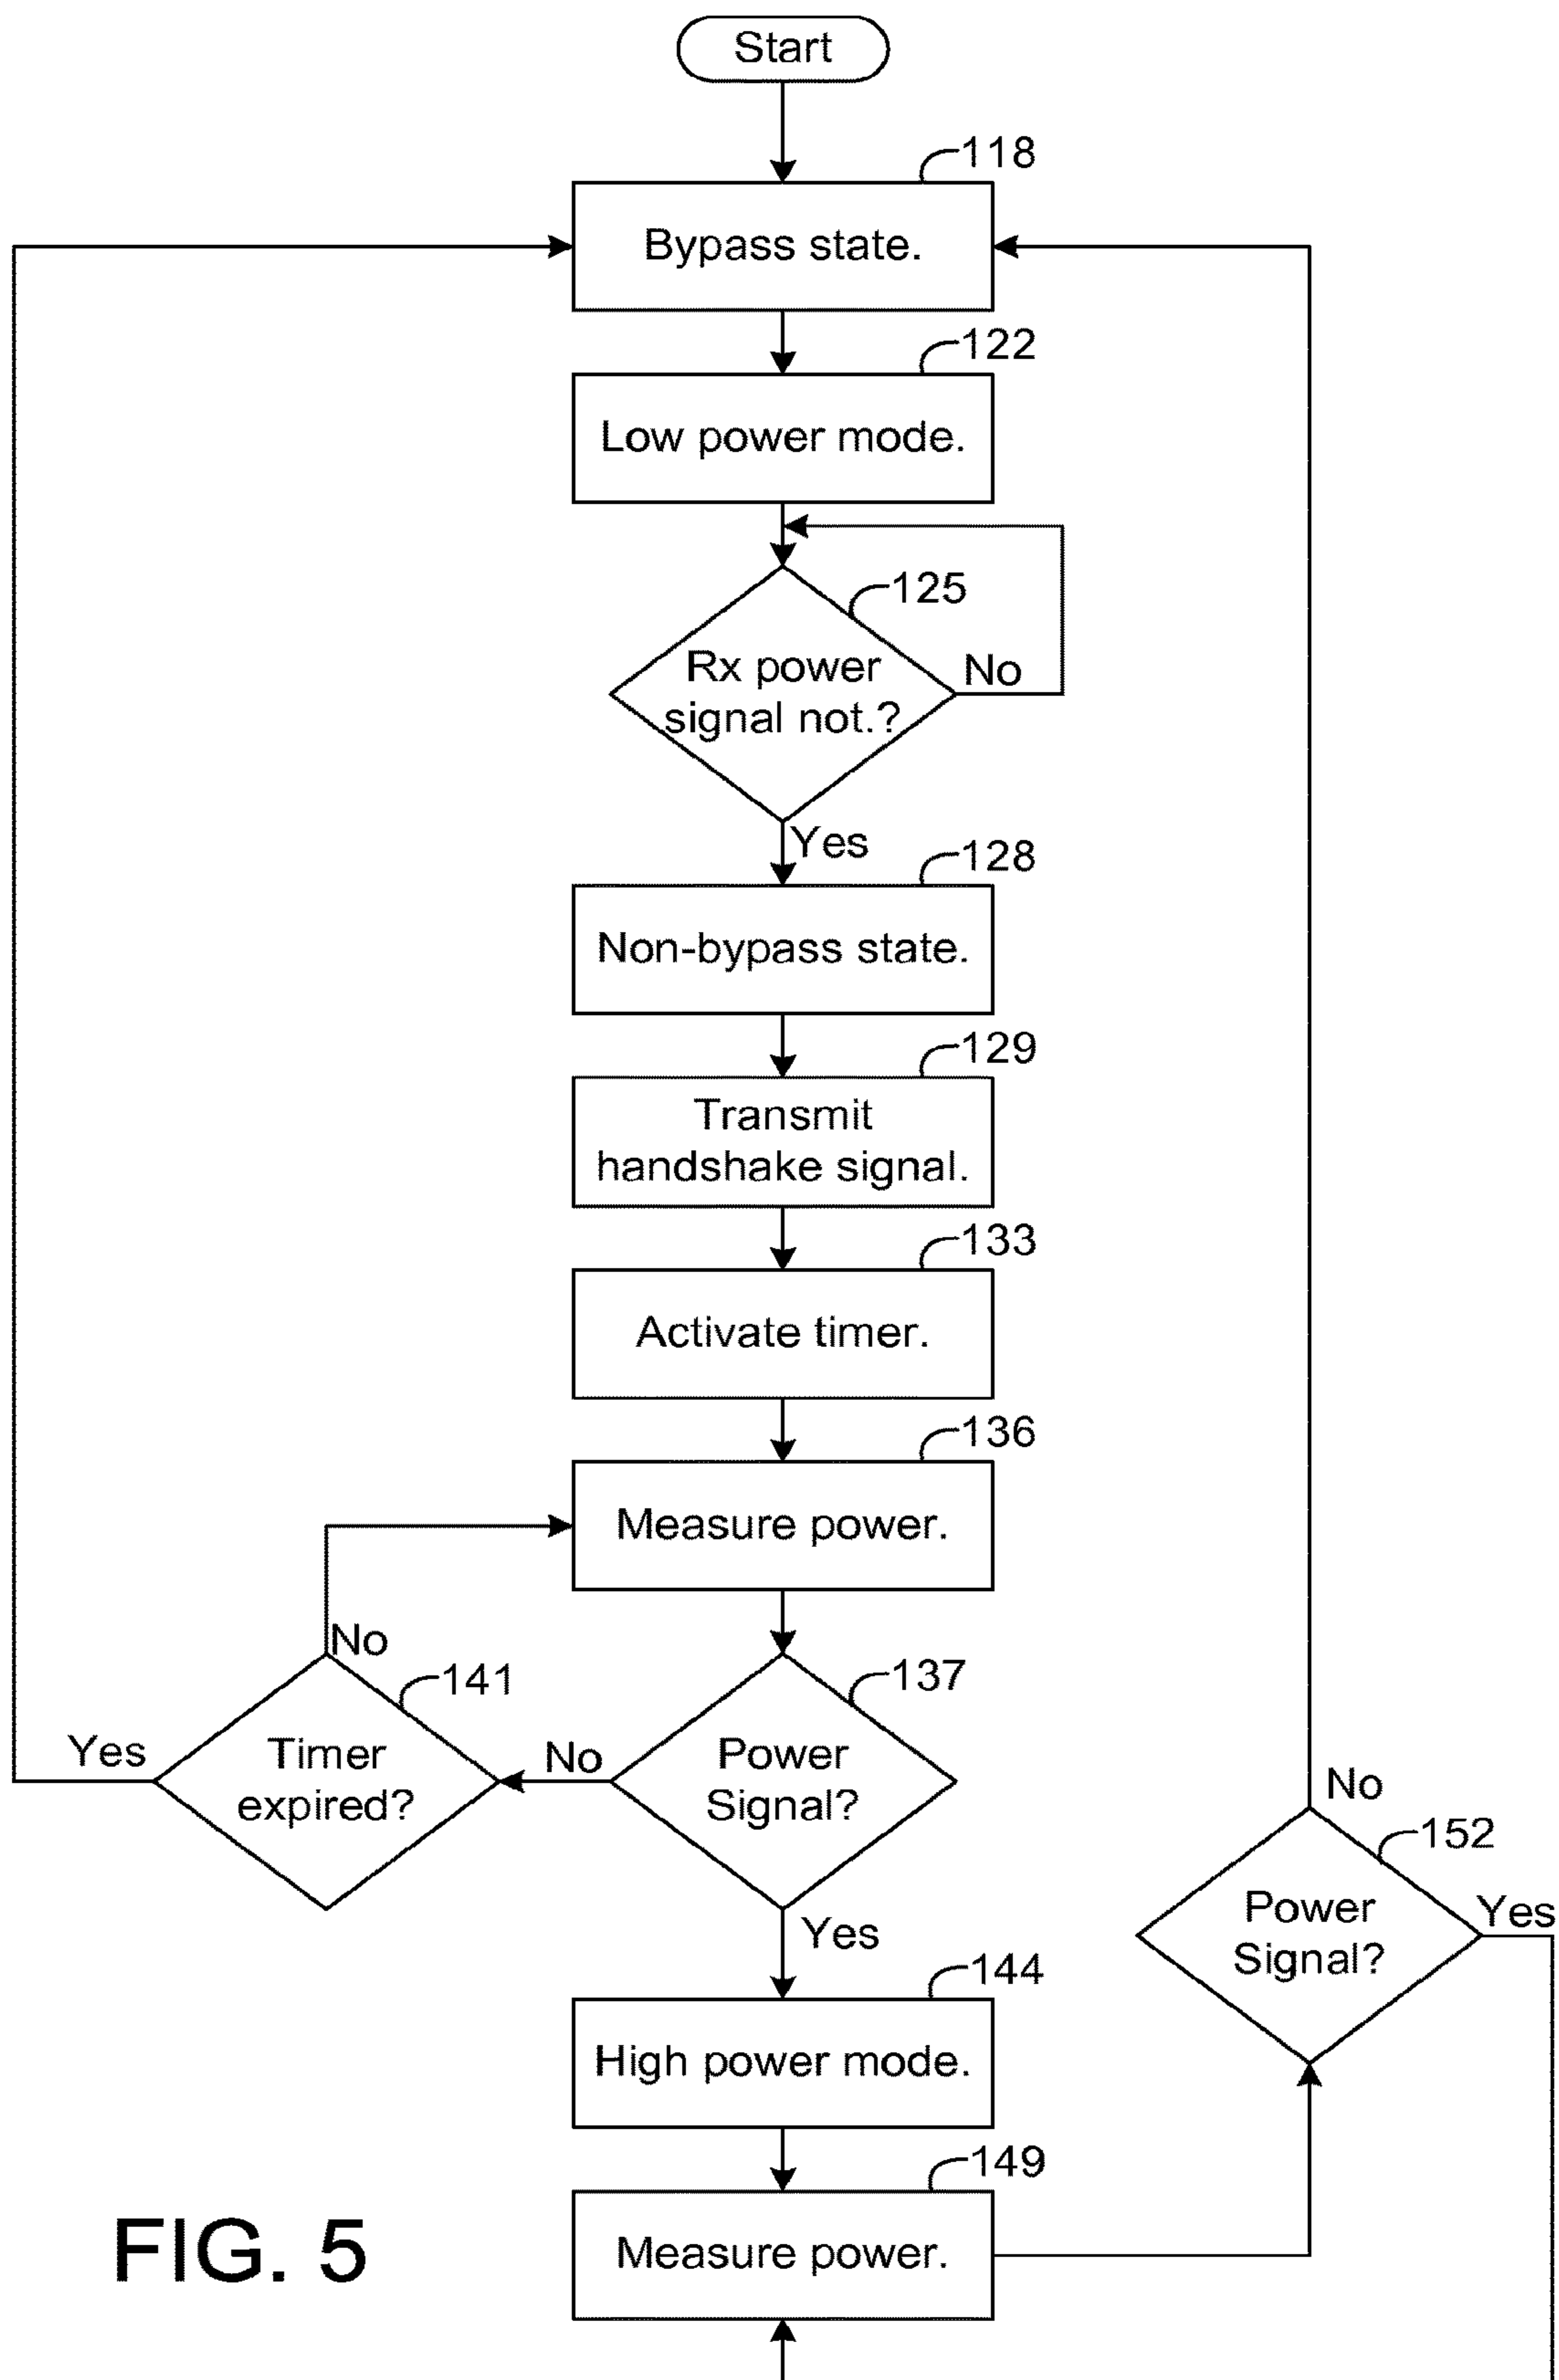 Start
118
Bypass state.
122
Low power mode.
125
Rx power
signal not.?
No
Yes
128
Non-bypass state.
129
Transmit
handshake signal.
133
Activate timer.
136
Measure power.
No
141
137
Yes
Timer
expired?
No
Power
Signal?
No
152
Power
Signal?
Yes
Yes
144
High power mode.
149
Measure power.
FIG. 5